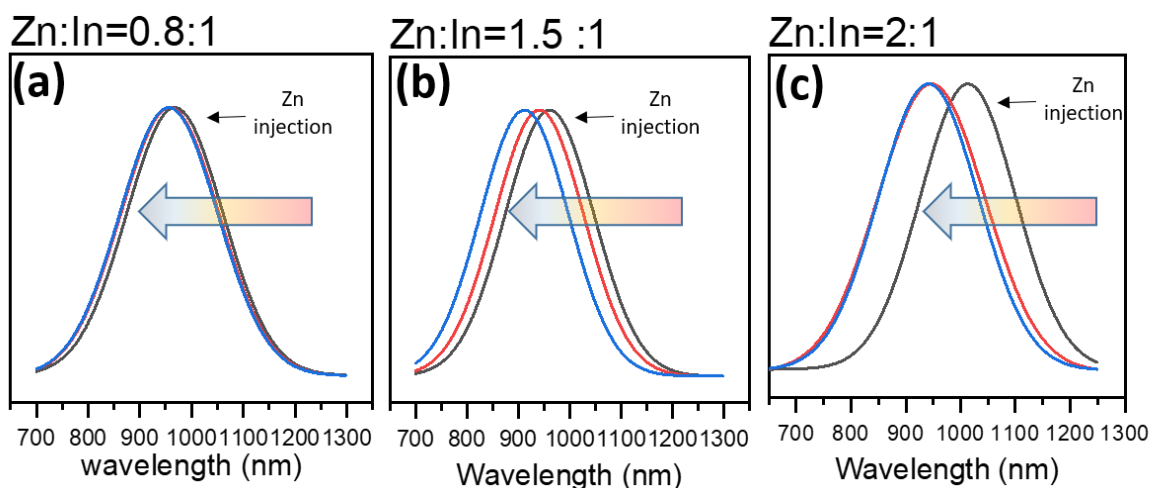 Zn:In=0.8:1
(a)
Zn
injection
700 800 900 1000 1100 1200 1300
wavelength (nm)
Zn:In=1.5 :1
(b)
Zn
injection
700 800 900 1000 1100 1200 1300
Wavelength (nm)
Zn:In=2:1
(c)
Zn
injection
700 800 900 1000 1100 1200 1300
Wavelength (nm)